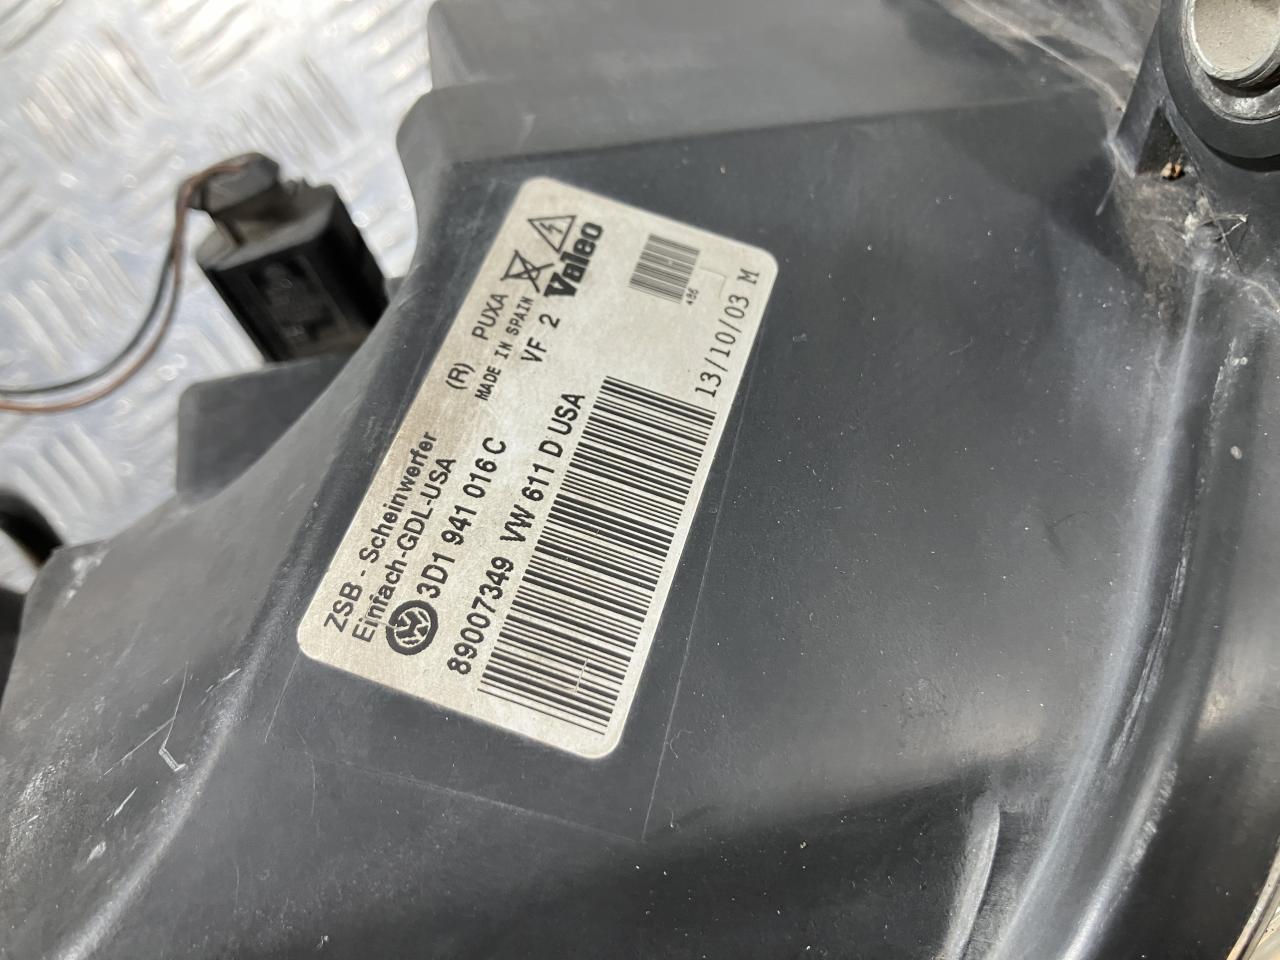 ZSB - Scheinwerfer
Einfach-GDL-USA
3D1 941 016 C
89007349 VW 611 D USA
(R) PUXA
MADE IN SPAIN
VF 2
Valeo
486
13/10/03 M